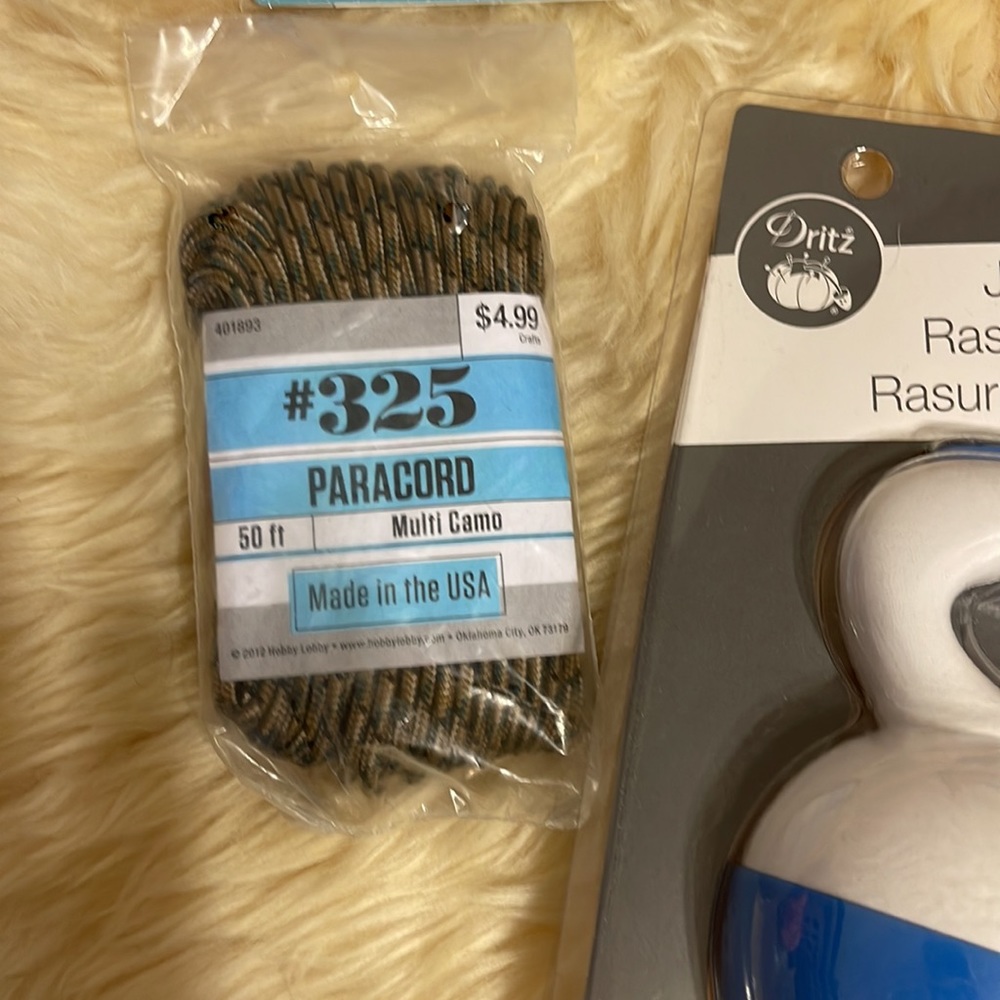 401893
$4.99
Crafts
#325
PARACORD
50 ft
Multi Camo
Made in the USA
© 2012 Hobby Lobby • www.hobbylobby.com • Oklahoma City, OK 73179
Dritz
®
J
Ras
Rasur